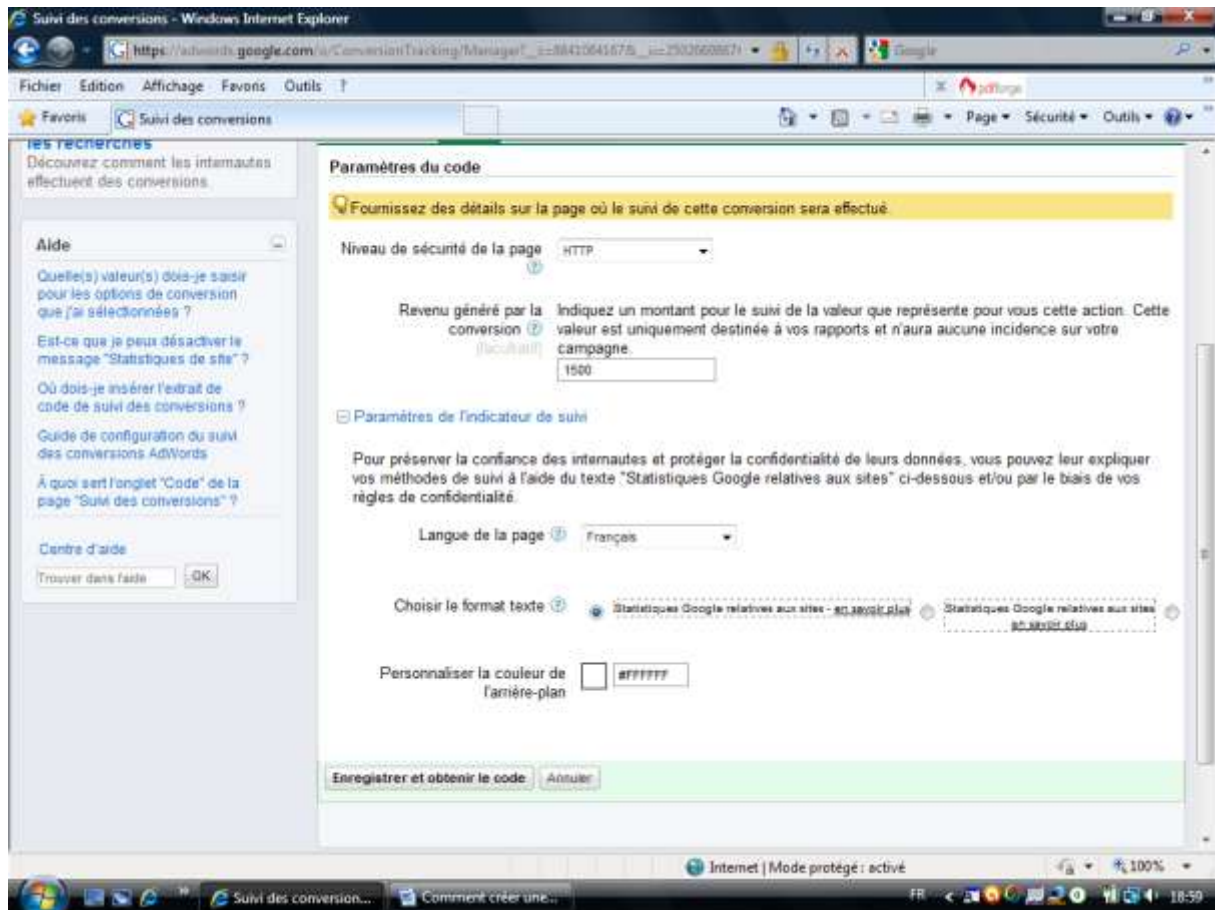 Suivi des conversions - Windows Internet Explorer
Google
Fichier Edition Affichage Favoris Outils ?
pdfforge
Favoris Suivi des conversions
Page Sécurité Outils
les recherches
Découvrez comment les internautes
effectuent des conversions.
Aide
Quelle(s) valeur(s) dois-je saisir
pour les options de conversion
que j'ai sélectionnées ?
Est-ce que je peux désactiver le
message "Statistiques de site" ?
Où dois-je insérer l'extrait de
code de suivi des conversions ?
Guide de configuration du suivi
des conversions AdWords
À quoi sert l'onglet "Code" de la
page "Suivi des conversions" ?
Centre d'aide
Trouver dans l'aide OK
Paramètres du code
Fournissez des détails sur la page où le suivi de cette conversion sera effectué.
Niveau de sécurité de la page HTTP
Revenu généré par la
conversion
(facultatif)
Indiquez un montant pour le suivi de la valeur que représente pour vous cette action. Cette
valeur est uniquement destinée à vos rapports et n'aura aucune incidence sur votre
campagne.
1500
Paramètres de l'indicateur de suivi
Pour préserver la confiance des internautes et protéger la confidentialité de leurs données, vous pouvez leur expliquer
vos méthodes de suivi à l'aide du texte "Statistiques Google relatives aux sites" ci-dessous et/ou par le biais de vos
règles de confidentialité.
Langue de la page Français
Choisir le format texte
Statistiques Google relatives aux sites - en savoir plus
Statistiques Google relatives aux sites
en savoir plus
Personnaliser la couleur de
l'arrière-plan
#FFFFFF
Enregistrer et obtenir le code Annuler
Internet | Mode protégé : activé 100%
Suivi des conversion... Comment créer une... FR 18:59